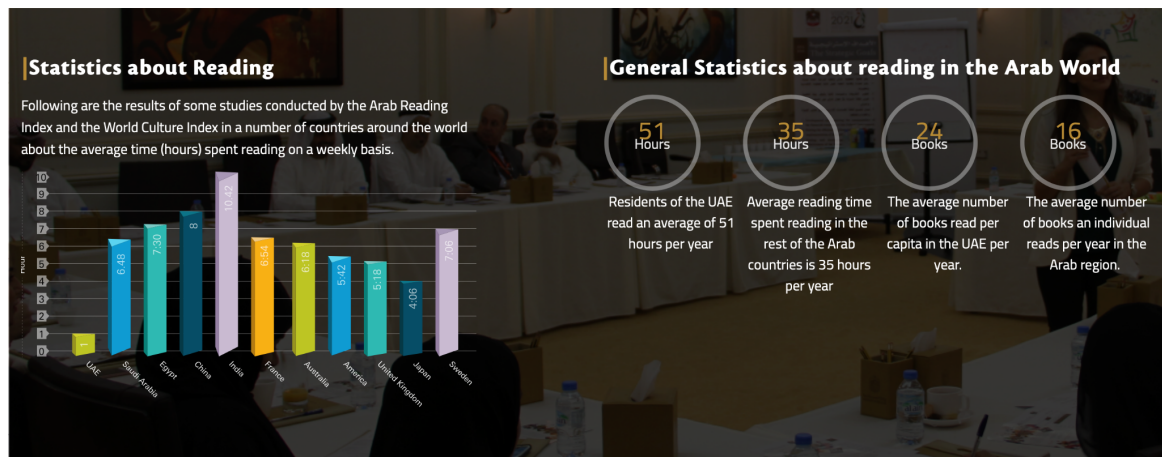 Statistics about Reading
Following are the results of some studies conducted by the Arab Reading
Index and the World Culture Index in a number of countries around the world
about the average time (hours) spent reading on a weekly basis.
10
9
8
7
6
5
4
3
2
1
0
Hour
1
6.48
7:30
8
10.42
6:54
6:18
5:42
5:18
4:06
7:06
UAE
Saudi Arabia
Egypt
China
India
France
Australia
America
United Kingdom
Japan
Sweden
General Statistics about reading in the Arab World
51
Hours
Residents of the UAE
read an average of 51
hours per year
35
Hours
Average reading time
spent reading in the
rest of the Arab
countries is 35 hours
per year
24
Books
The average number
of books read per
capita in the UAE per
year.
16
Books
The average number
of books an individual
reads per year in the
Arab region.